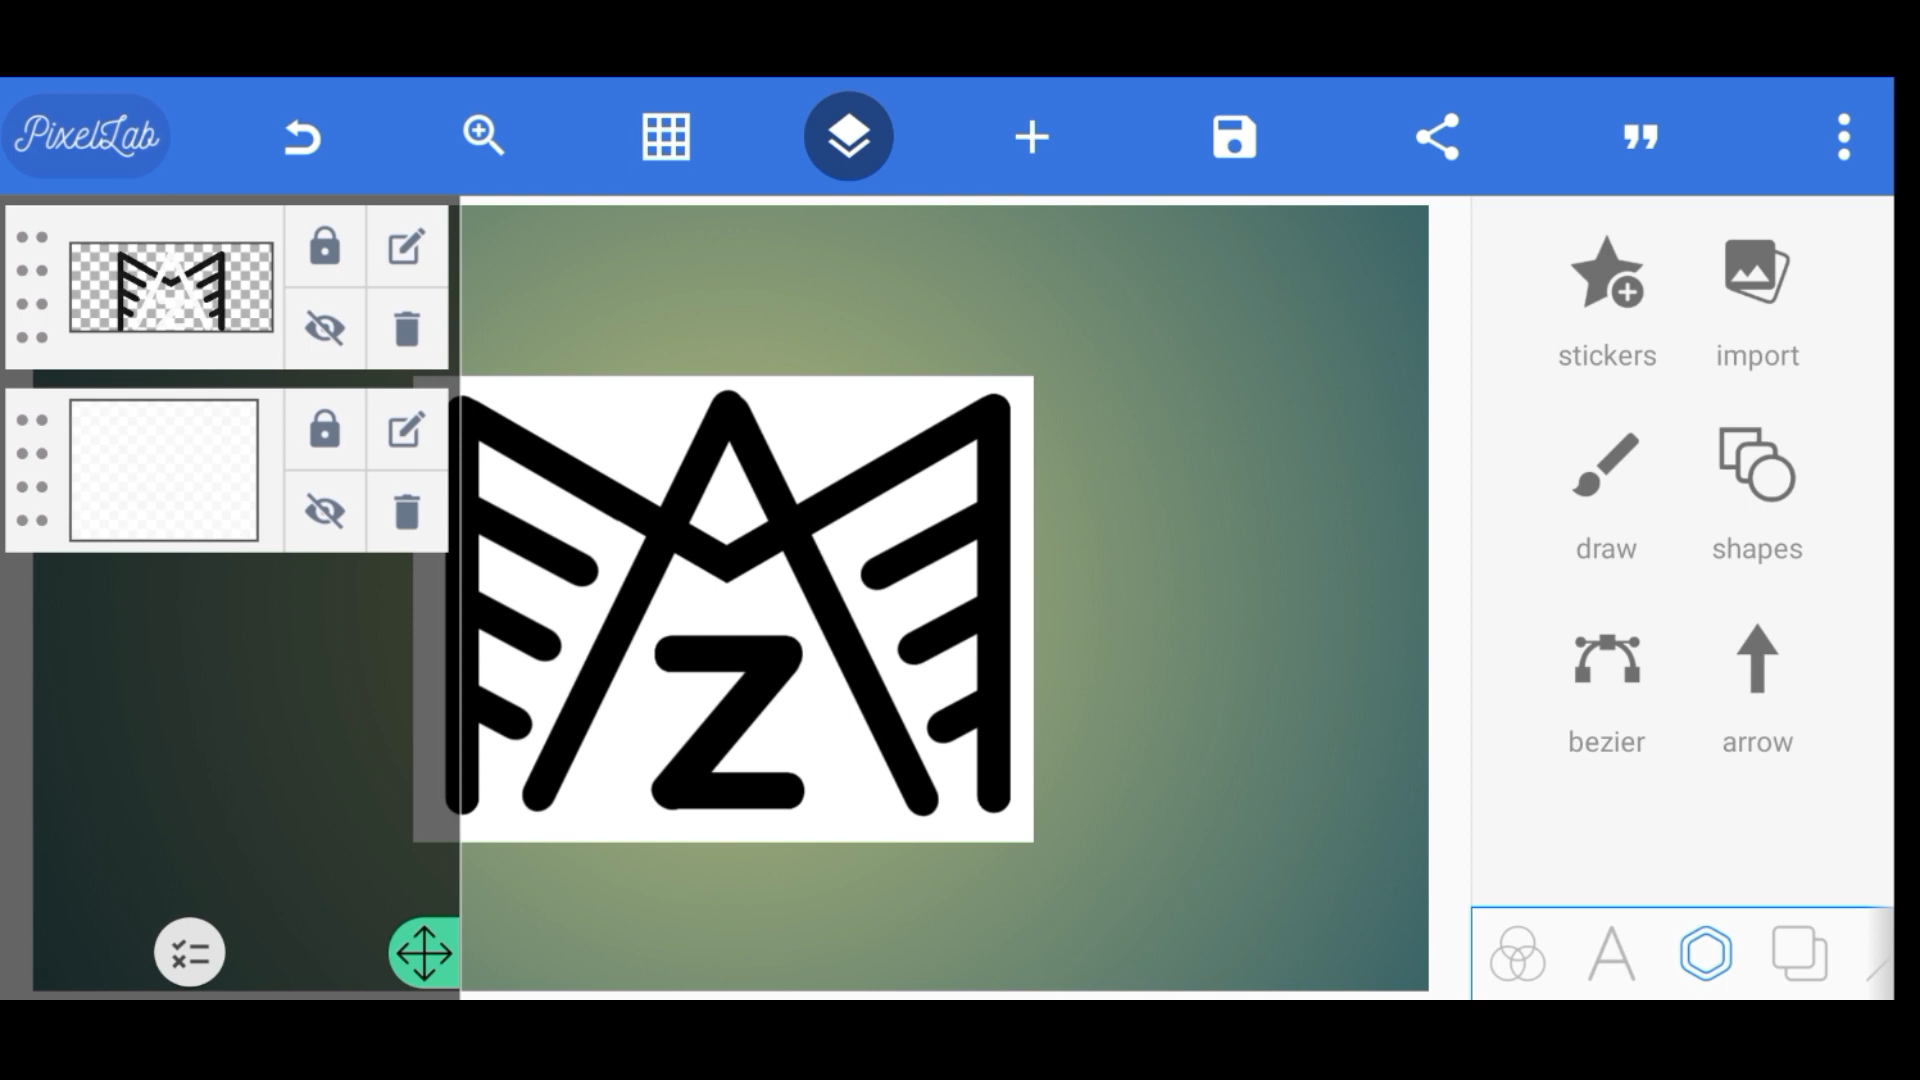 PixelLab
stickers
import
draw
shapes
bezier
arrow
Z
A